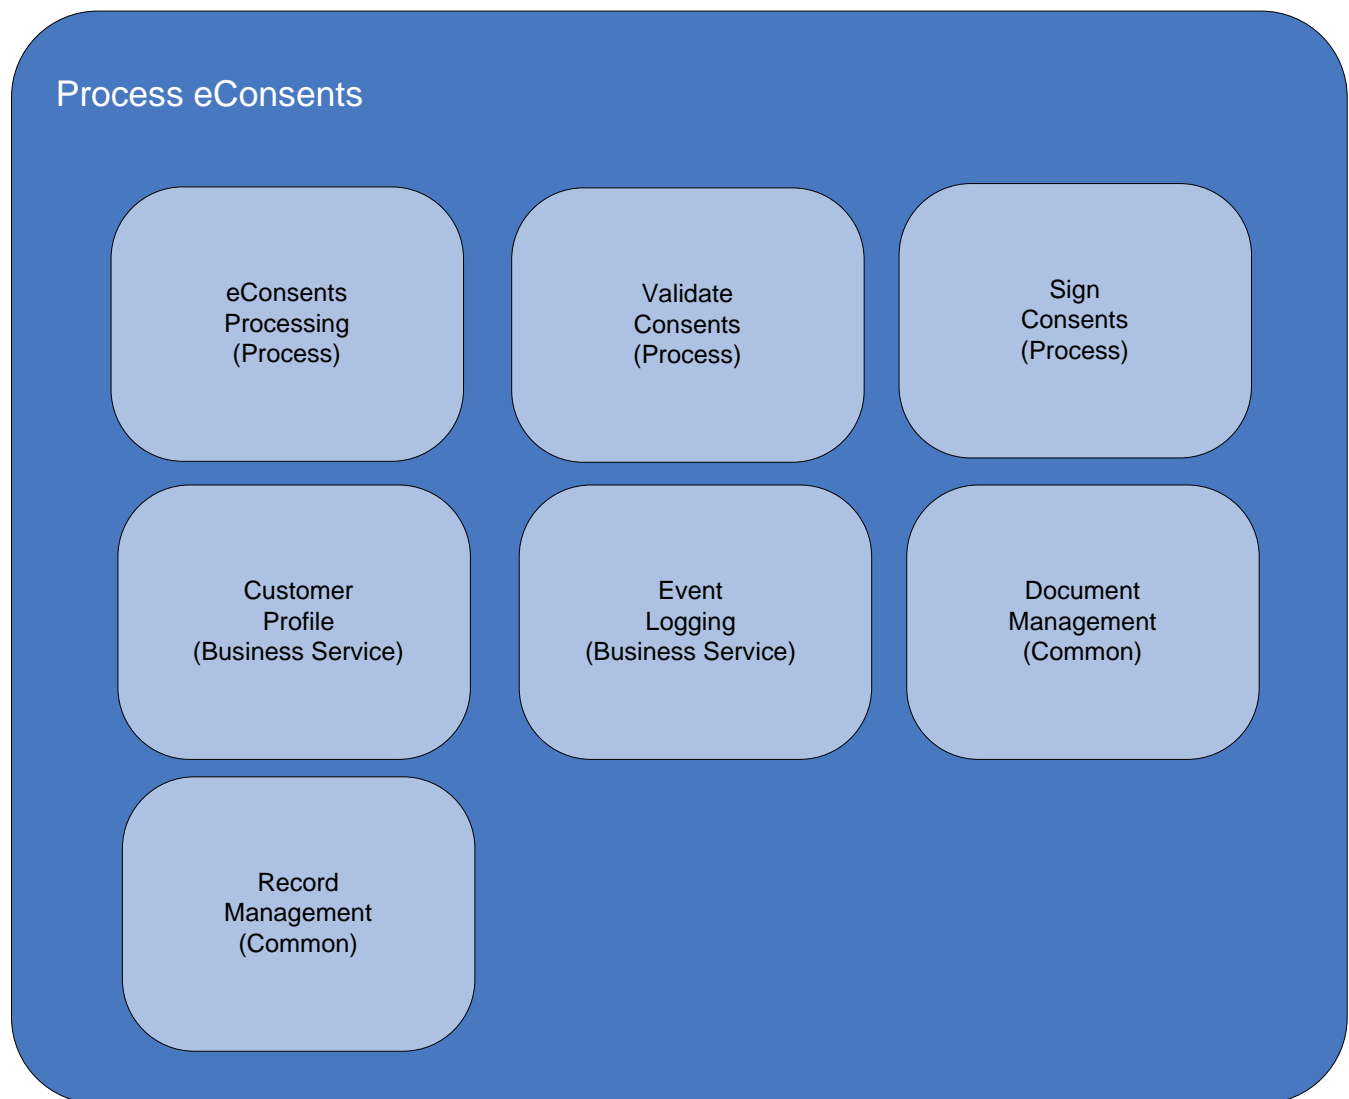 Process eConsents
eConsents
Processing
(Process)
Validate
Consents
(Process)
Sign
Consents
(Process)
Customer
Profile
(Business Service)
Event
Logging
(Business Service)
Document
Management
(Common)
Record
Management
(Common)